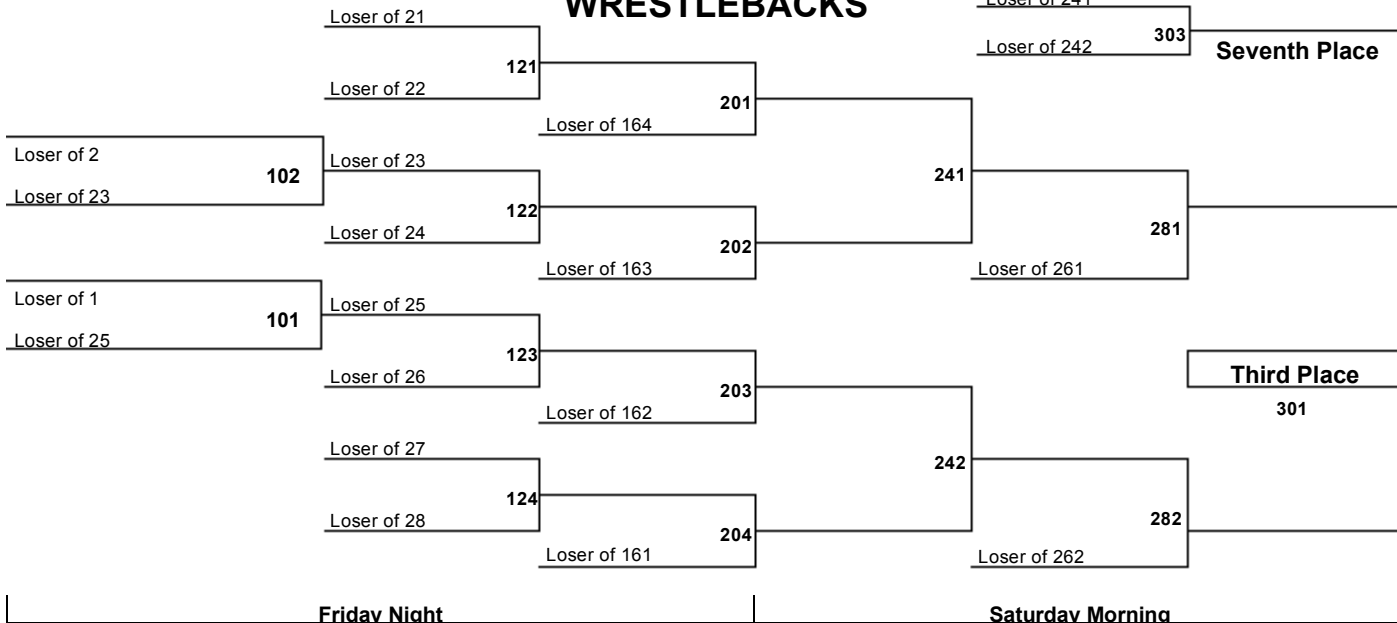 WRESTLEBACKS
Loser of 241
Loser of 21
303
Loser of 242
Seventh Place
121
Loser of 22
201
Loser of 164
Loser of 2
Loser of 23
102
241
Loser of 23
122
Loser of 24
281
202
Loser of 163
Loser of 261
Loser of 1
Loser of 25
101
Loser of 25
123
Loser of 26
Third Place
203
301
Loser of 162
Loser of 27
242
124
282
Loser of 28
204
Loser of 161
Loser of 262
Friday Night
Saturday Morning